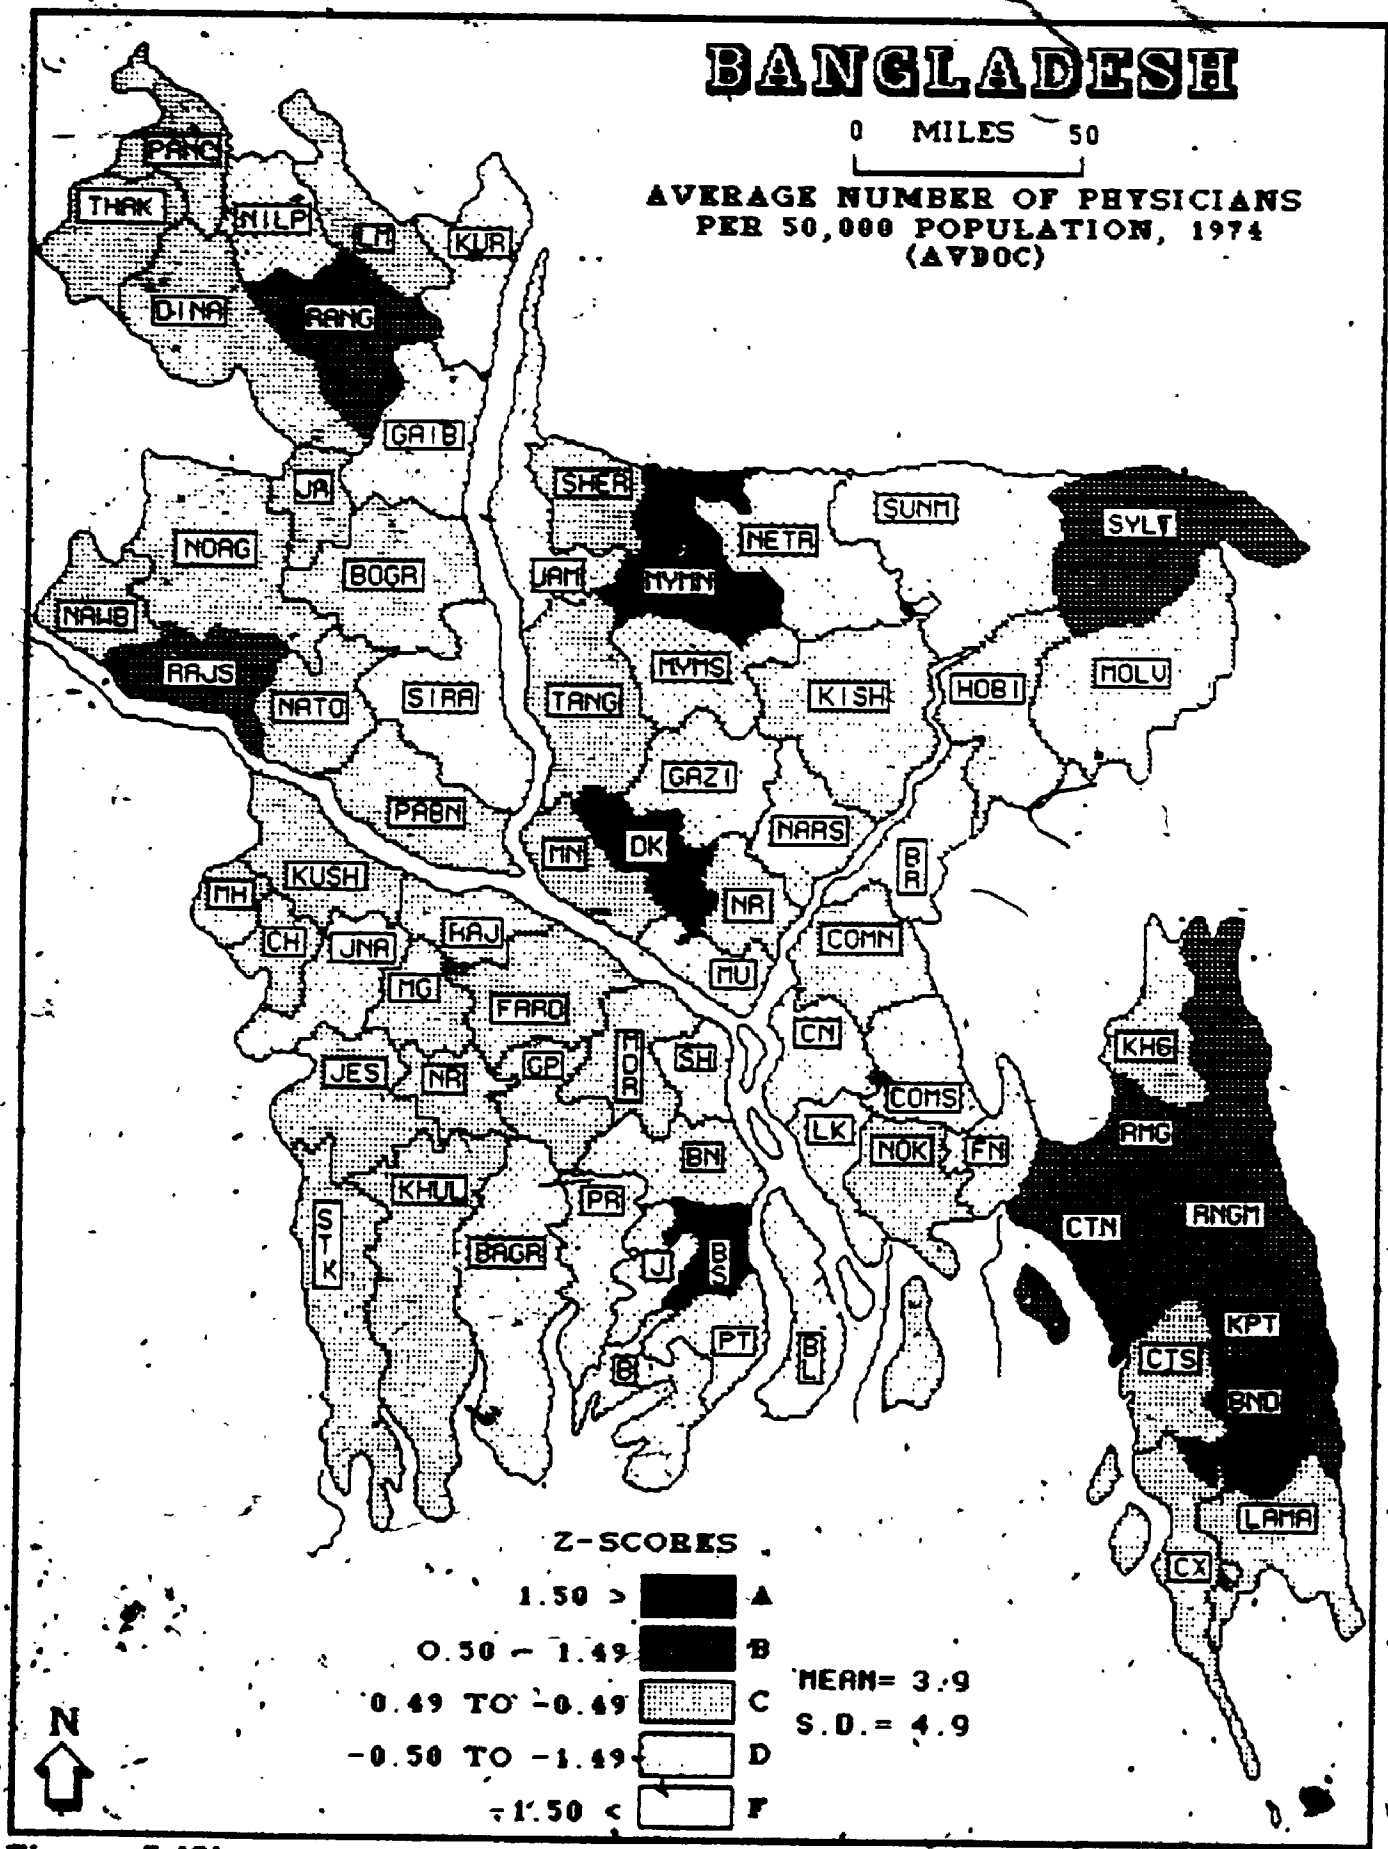 BANGLADESH
0 MILES 50
AVERAGE NUMBER OF PHYSICIANS
PER 50,000 POPULATION, 1974
(AVDOC)
PANC
THAK
NILP
LM
KUR
DINA
RANG
GAIB
JA
SHER
SUNM
SYLT
NETR
NOAG
BOGR
JAM
MYMN
NAWB
RAJS
NATO
SIRA
TANG
MYMS
KISH
HOBI
MOLV
GAZI
PABN
MN
DK
NARS
BR
KUSH
MH
NR
CH
JNA
RAJ
COMN
MU
MG
FARD
CN
KHG
JES
NR
GP
MDR
SH
COMS
RMG
LK
NOK
FN
BN
KHUL
PR
STK
BAGR
J
BS
CTN
RNGM
KPT
PT
BL
B
CTS
BND
LAMA
CX
Z-SCORES
1.50 > A
0.50 - 1.49 B
0.49 TO -0.49 C
-0.50 TO -1.49 D
-1.50 < F
MEAN= 3.9
S.D.= 4.9
N